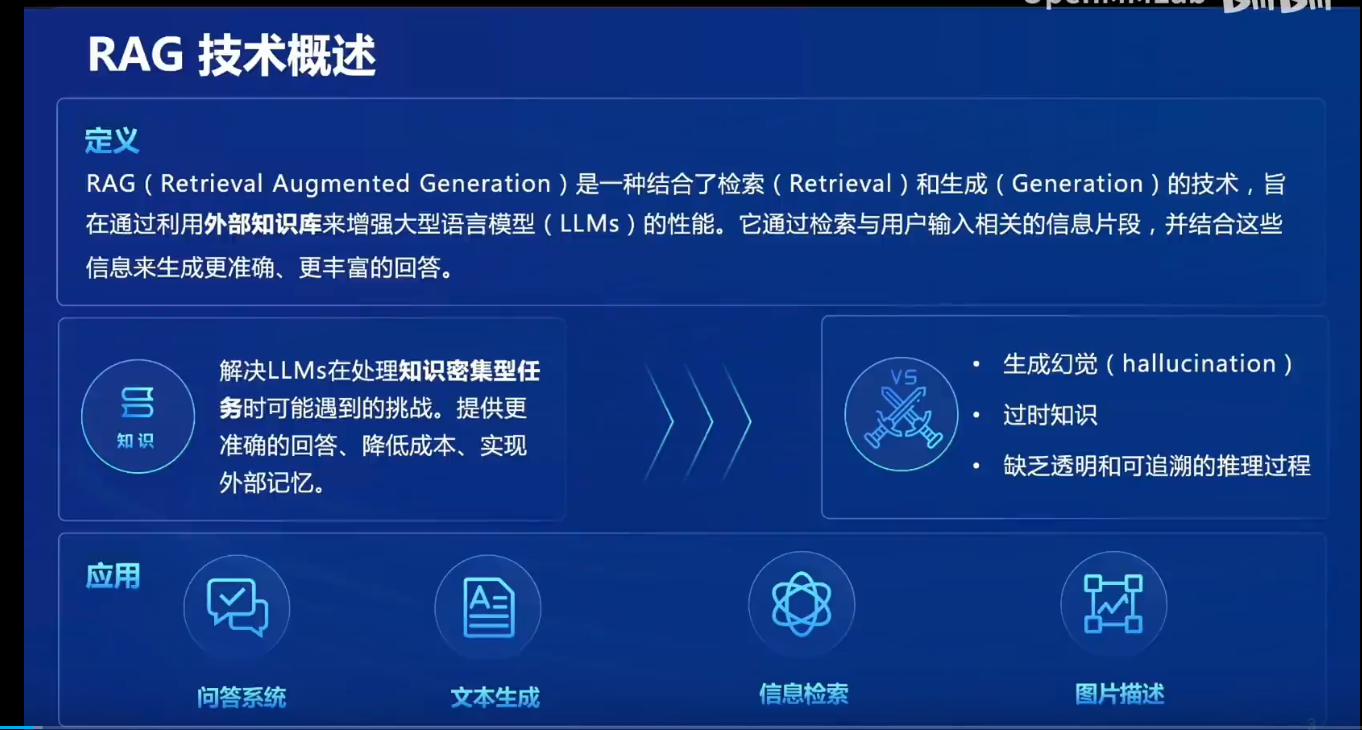 RAG 技术概述
定义
RAG（Retrieval Augmented Generation）是一种结合了检索（Retrieval）和生成（Generation）的技术，旨
在通过利用外部知识库来增强大型语言模型（LLMs）的性能。它通过检索与用户输入相关的信息片段，并结合这些
信息来生成更准确、更丰富的回答。
知识
解决LLMs在处理知识密集型任
务时可能遇到的挑战。提供更
准确的回答、降低成本、实现
外部记忆。
VS
• 生成幻觉（hallucination）
• 过时知识
• 缺乏透明和可追溯的推理过程
应用
问答系统
文本生成
信息检索
图片描述
3